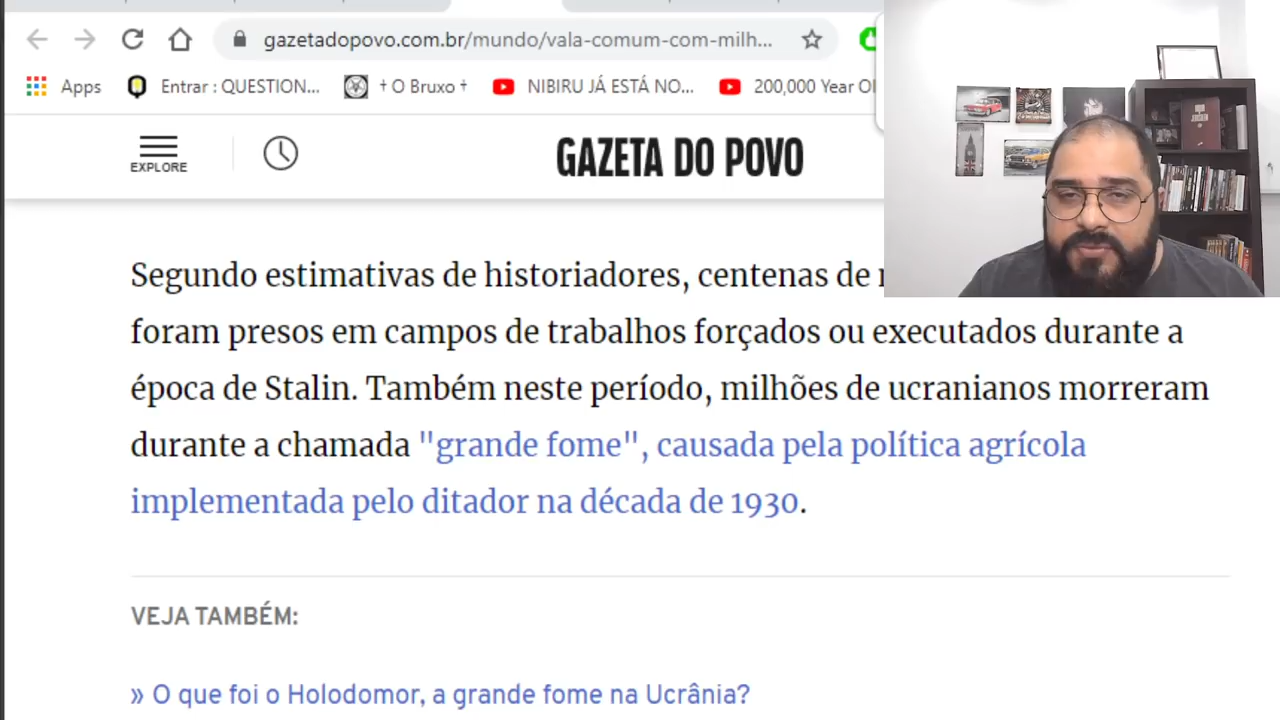 gazetadopovo.com.br/mundo/vala-comum-com-milh...
Apps
Entrar : QUESTION...
† O Bruxo †
NIBIRU JÁ ESTÁ NO...
200,000 Year
EXPLORE
GAZETA DO POVO
Segundo estimativas de historiadores, centenas de
foram presos em campos de trabalhos forçados ou executados durante a
época de Stalin. Também neste período, milhões de ucranianos morreram
durante a chamada "grande fome", causada pela política agrícola
implementada pelo ditador na década de 1930.
VEJA TAMBÉM:
» O que foi o Holodomor, a grande fome na Ucrânia?